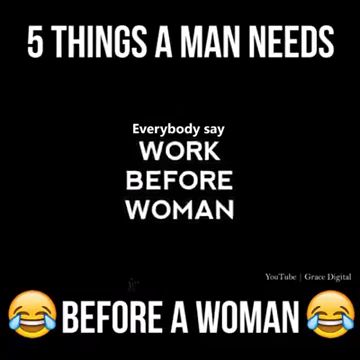 5 THINGS A MAN NEEDS
Everybody say
WORK
BEFORE
WOMAN
YouTube | Grace Digital
BEFORE A WOMAN